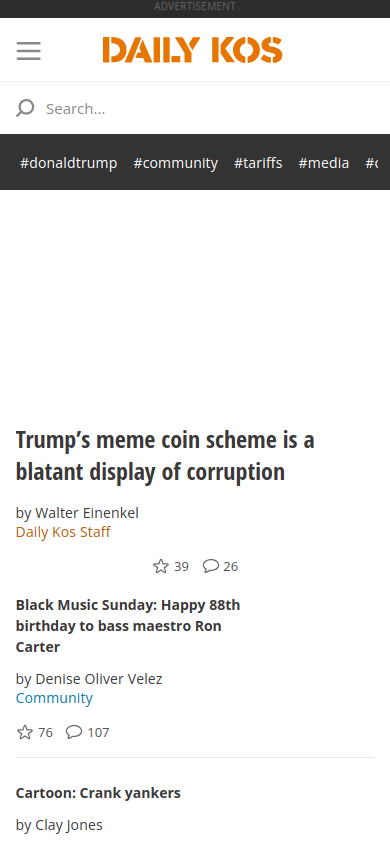 ADVERTISEMENT
DAILY KOS
Search...
#donaldtrump #community #tariffs #media
Trump’s meme coin scheme is a
blatant display of corruption
by Walter Einenkel
Daily Kos Staff
39 26
Black Music Sunday: Happy 88th
birthday to bass maestro Ron
Carter
by Denise Oliver Velez
Community
76 107
Cartoon: Crank yankers
by Clay Jones